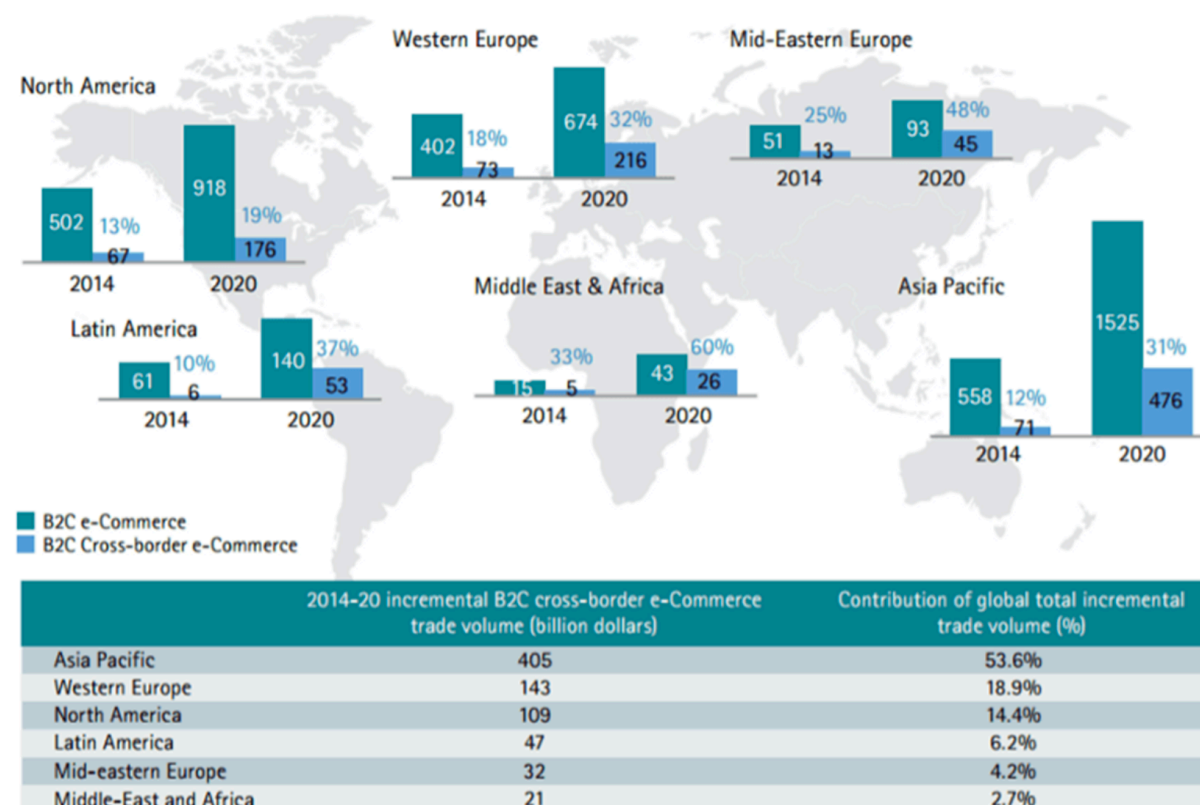 Western Europe
Mid-Eastern Europe
North America
674 32%
402 18%
73
216
2014
2020
51 25%
13
93 48%
45
2014
2020
502 13%
67
918 19%
176
2014
2020
Middle East & Africa
Asia Pacific
Latin America
61 10%
6
140 37%
53
2014
2020
15 33%
5
43 60%
26
2014
2020
558 12%
71
1525 31%
476
2014
2020
B2C e-Commerce
B2C Cross-border e-Commerce
2014-20 incremental B2C cross-border e-Commerce
trade volume (billion dollars)
Contribution of global total incremental
trade volume (%)
Asia Pacific 405 53.6%
Western Europe 143 18.9%
North America 109 14.4%
Latin America 47 6.2%
Mid-eastern Europe 32 4.2%
Middle-East and Africa 21 2.7%